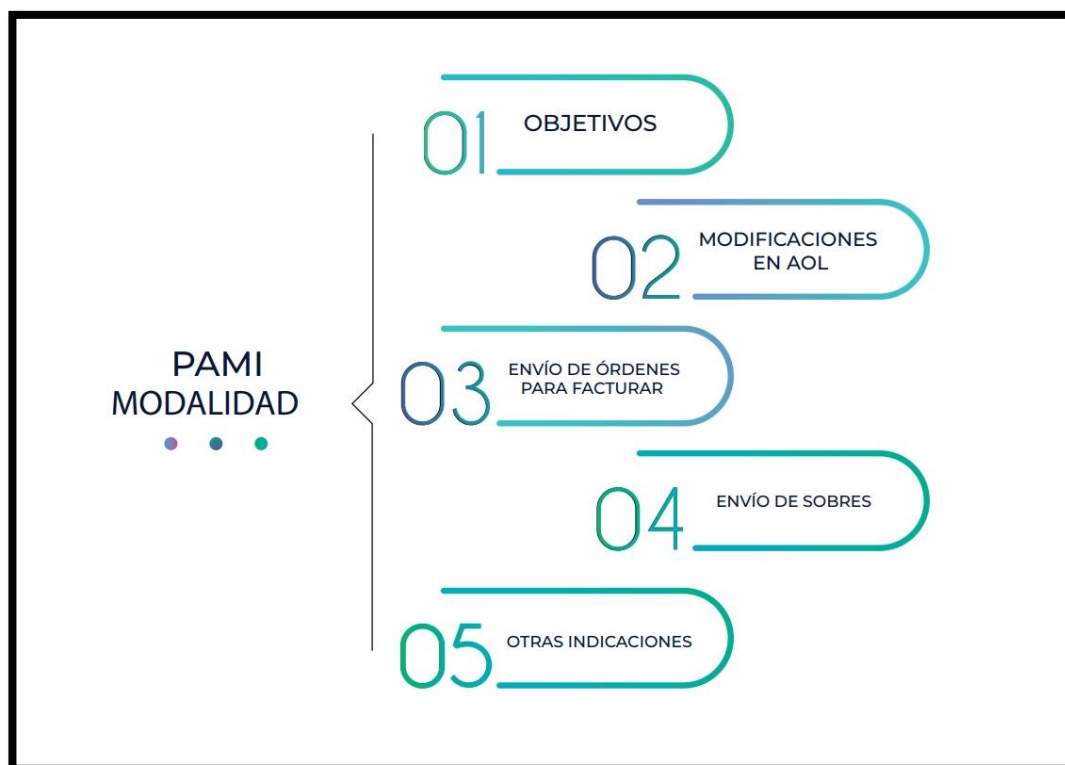 PAMI
MODALIDAD
01
OBJETIVOS
02
MODIFICACIONES
EN AOL
03
ENVÍO DE ÓRDENES
PARA FACTURAR
04
ENVÍO DE SOBRES
05
OTRAS INDICACIONES